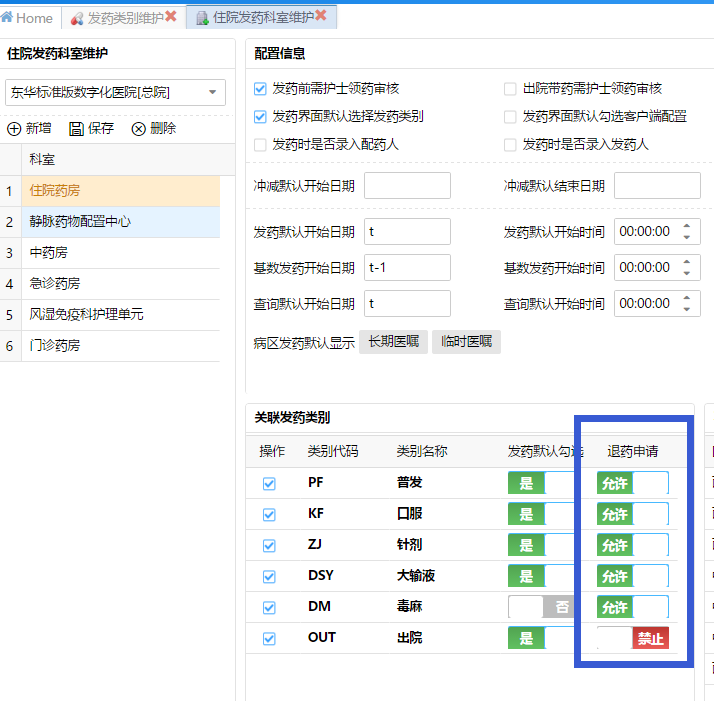 Home 发药类别维护 住院发药科室维护
住院发药科室维护
东华标准版数字化医院[总院]
新增 保存 删除
科室
1 住院药房
2 静脉药物配置中心
3 中药房
4 急诊药房
5 风湿免疫科护理单元
6 门诊药房
配置信息
发药前需护士领药审核 出院带药需护士领药审核
发药界面默认选择发药类别 发药界面默认勾选客户端配置
发药时是否录入配药人 发药时是否录入发药人
冲减默认开始日期 冲减默认结束日期
发药默认开始日期 t 发药默认开始时间 00:00:00
基数发药开始日期 t-1 基数发药开始时间 00:00:00
查询默认开始日期 t 查询默认开始时间 00:00:00
病区发药默认显示 长期医嘱 临时医嘱
关联发药类别
操作 类别代码 类别名称 发药默认勾选 退药申请
PF 普发 是 允许
KF 口服 是 允许
ZJ 针剂 是 允许
DSY 大输液 是 允许
DM 毒麻 否 允许
OUT 出院 是 禁止